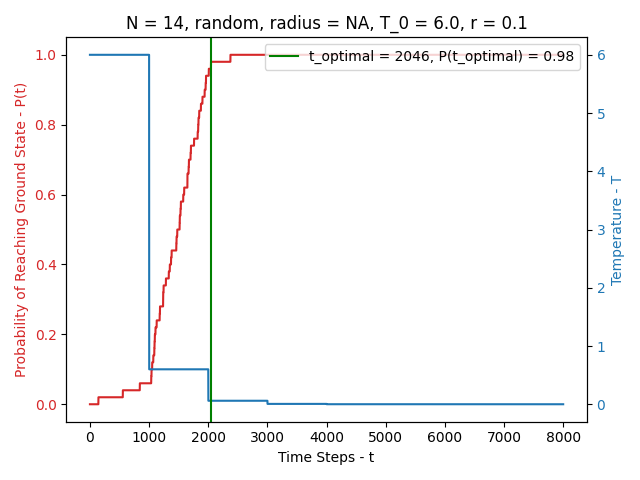 N = 14, random, radius = NA, T_0 = 6.0, r = 0.1
t_optimal = 2046, P(t_optimal) = 0.98
Probability of Reaching Ground State - P(t)
1.0
0.8
0.6
0.4
0.2
0.0
6
5
4
3
2
1
0
Temperature - T
0 1000 2000 3000 4000 5000 6000 7000 8000
Time Steps - t